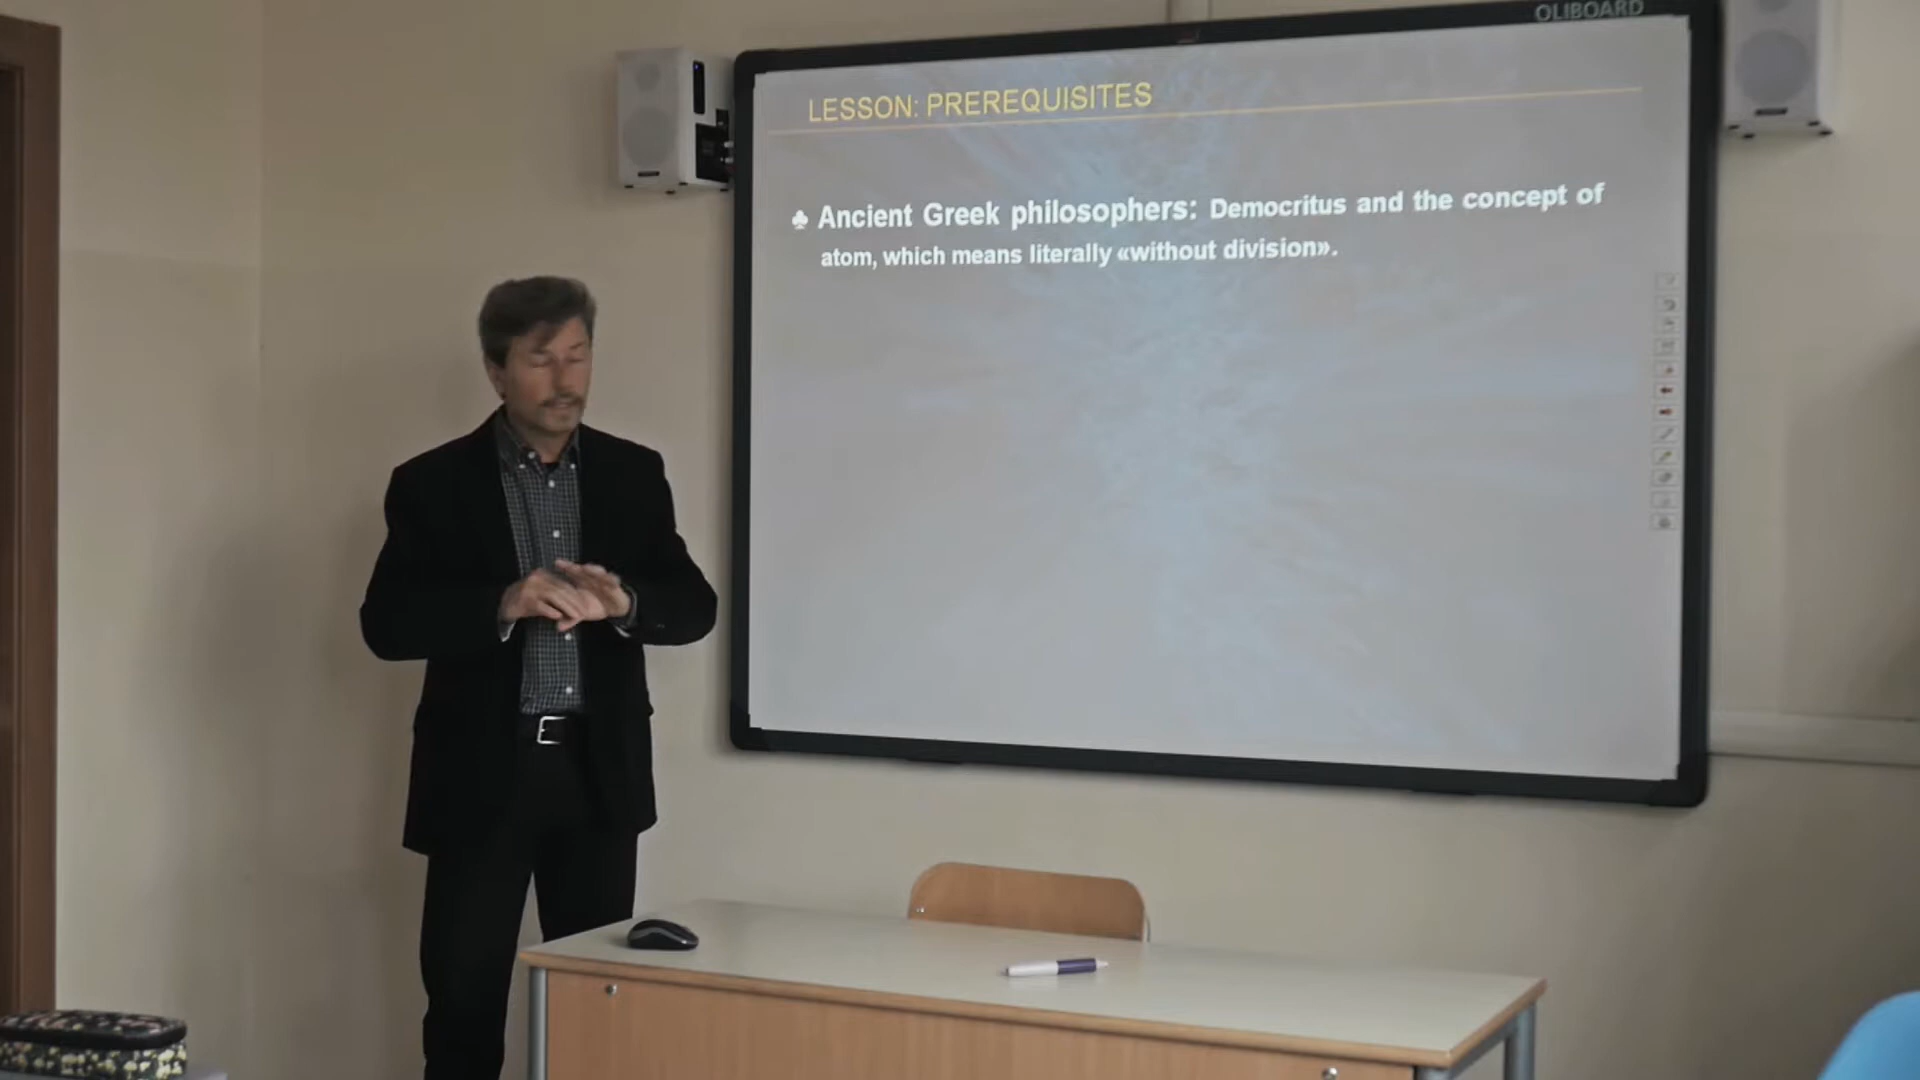 OLIBOARD
LESSON: PREREQUISITES
♣ Ancient Greek philosophers: Democritus and the concept of
atom, which means literally «without division».